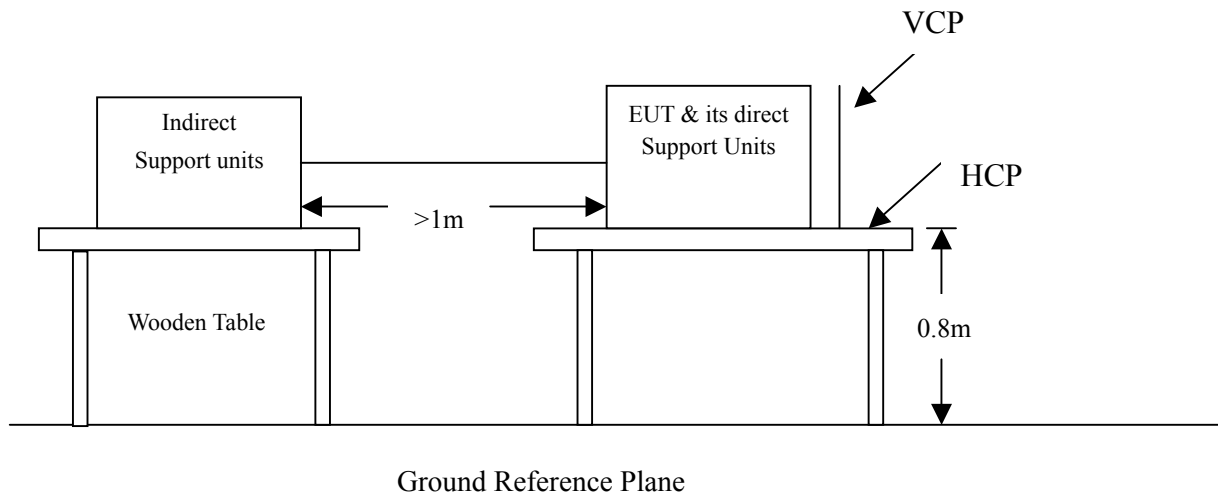 VCP
Indirect
Support units
EUT & its direct
Support Units
HCP
>1m
Wooden Table
0.8m
Ground Reference Plane